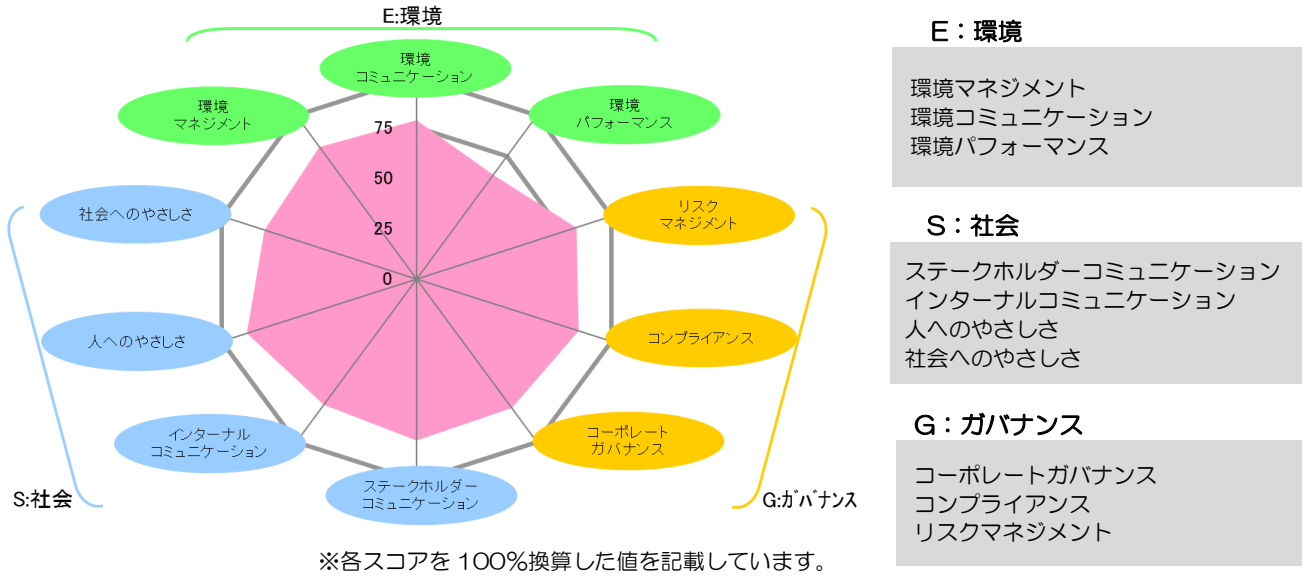 E:環境
環境
コミュニケーション
環境
マネジメント
環境
パフォーマンス
社会へのやさしさ
リスク
マネジメント
人へのやさしさ
コンプライアンス
インターナル
コミュニケーション
コーポレート
ガバナンス
ステークホルダー
コミュニケーション
75
50
25
0
S:社会
G:ガバナンス
※各スコアを100%換算した値を記載しています。
E：環境
環境マネジメント
環境コミュニケーション
環境パフォーマンス
S：社会
ステークホルダーコミュニケーション
インターナルコミュニケーション
人へのやさしさ
社会へのやさしさ
G：ガバナンス
コーポレートガバナンス
コンプライアンス
リスクマネジメント